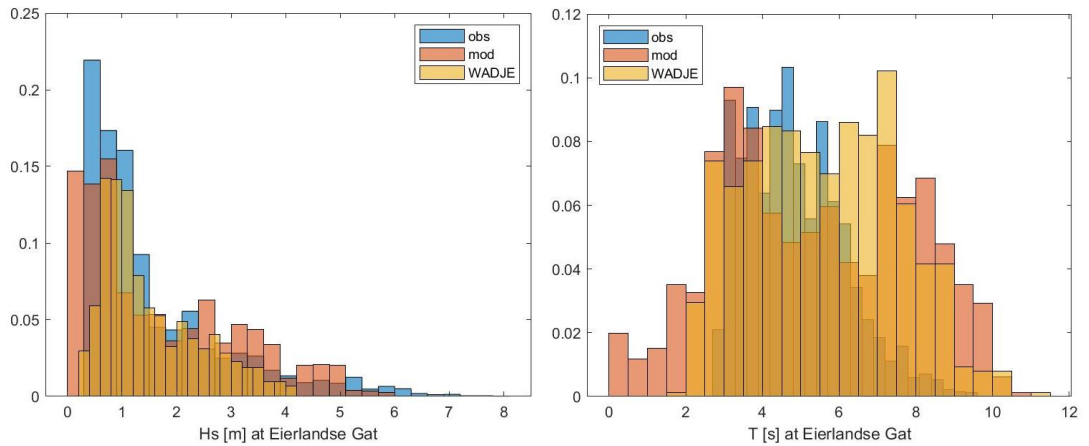 0.25
0.2
0.15
0.1
0.05
0
0 1 2 3 4 5 6 7 8
Hs [m] at Eierlandse Gat
obs
mod
WADJE
0.12
0.1
0.08
0.06
0.04
0.02
0
0 2 4 6 8 10 12
T [s] at Eierlandse Gat
obs
mod
WADJE